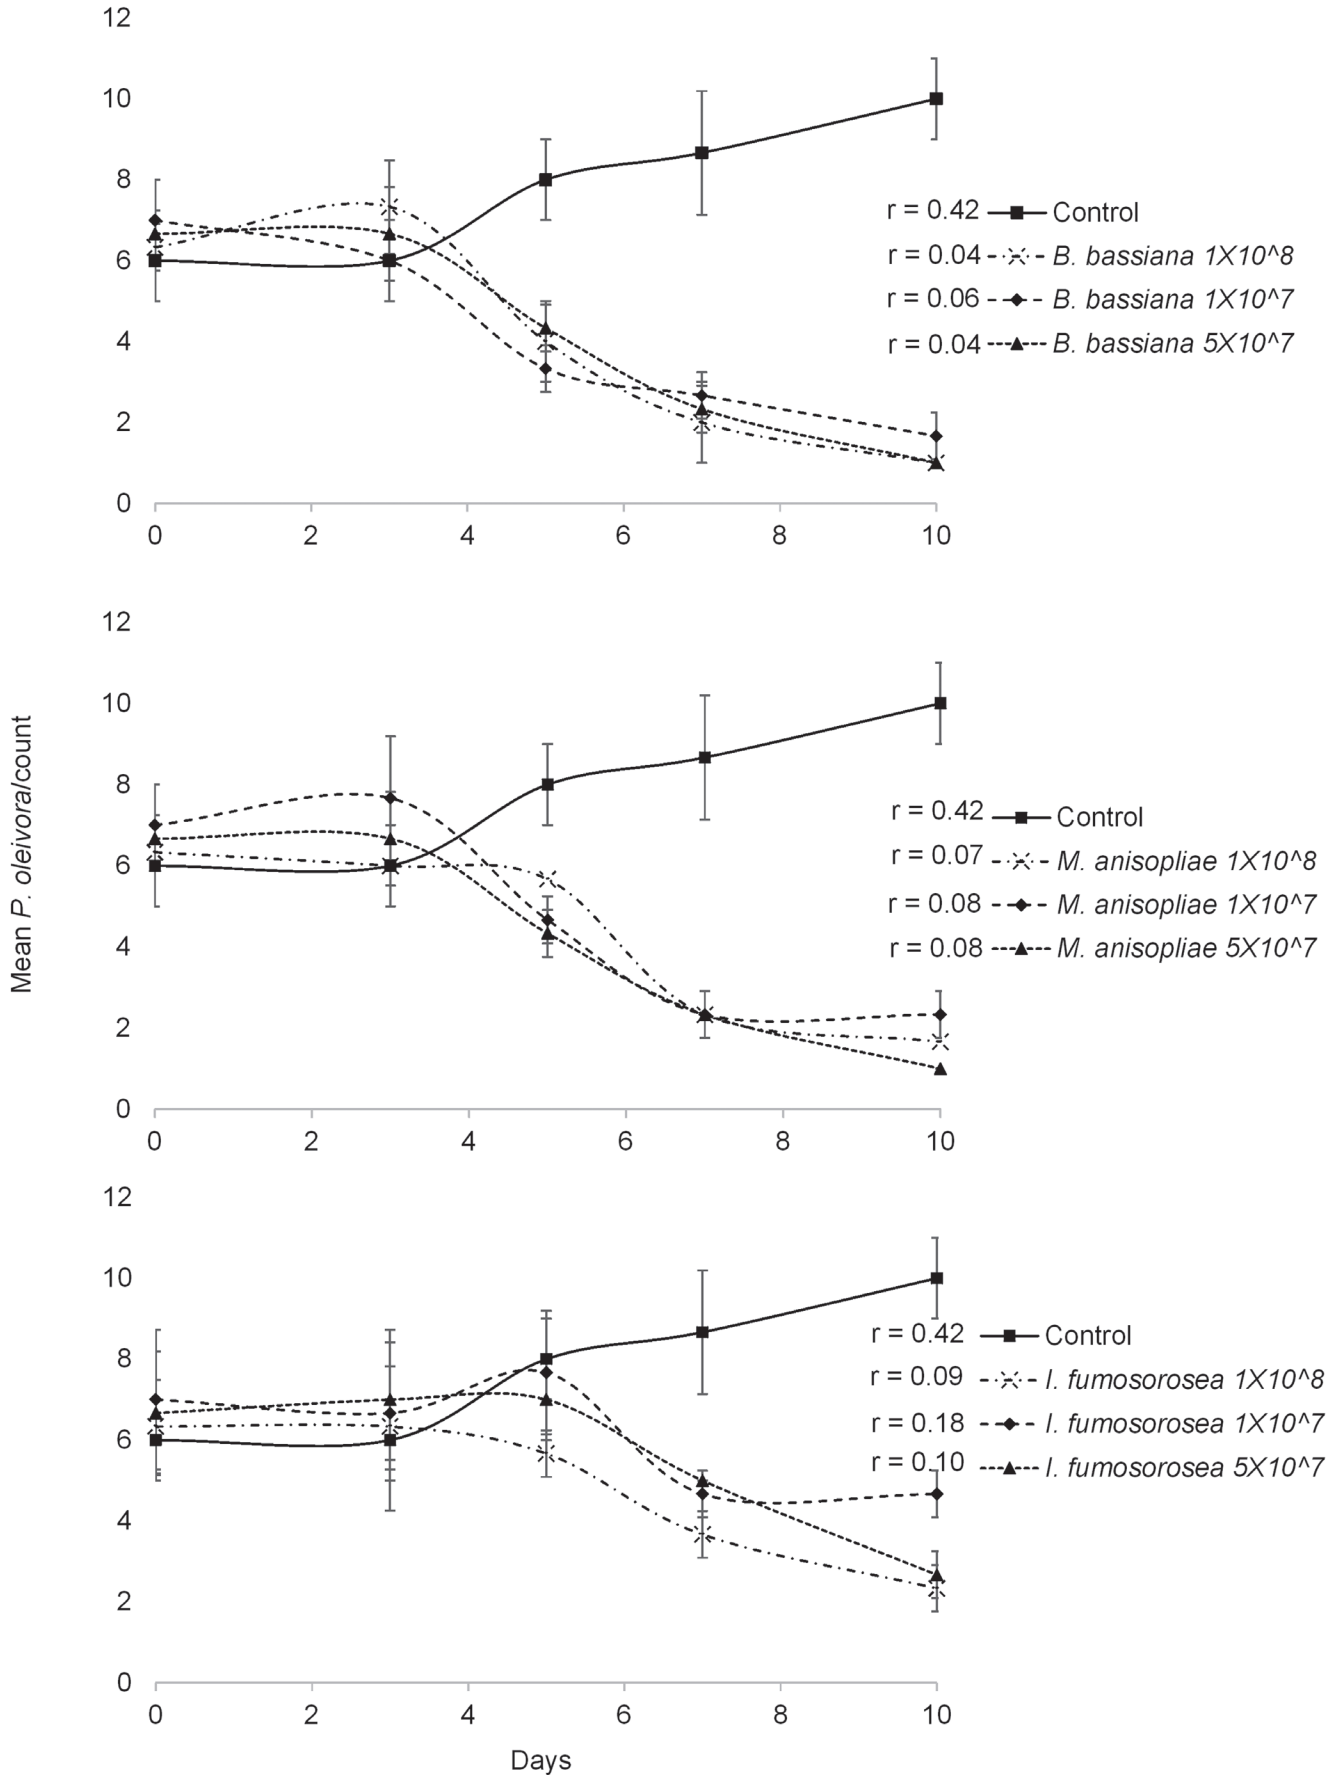 12
10
8
6
4
2
0
0 2 4 6 8 10
r = 0.42 Control
r = 0.04 B. bassiana 1X10^8
r = 0.06 B. bassiana 1X10^7
r = 0.04 B. bassiana 5X10^7
Mean P. oleivora/count
12
10
8
6
4
2
0
0 2 4 6 8 10
r = 0.42 Control
r = 0.07 M. anisopliae 1X10^8
r = 0.08 M. anisopliae 1X10^7
r = 0.08 M. anisopliae 5X10^7
12
10
8
6
4
2
0
0 2 4 6 8 10
r = 0.42 Control
r = 0.09 I. fumosorosea 1X10^8
r = 0.18 I. fumosorosea 1X10^7
r = 0.10 I. fumosorosea 5X10^7
Days